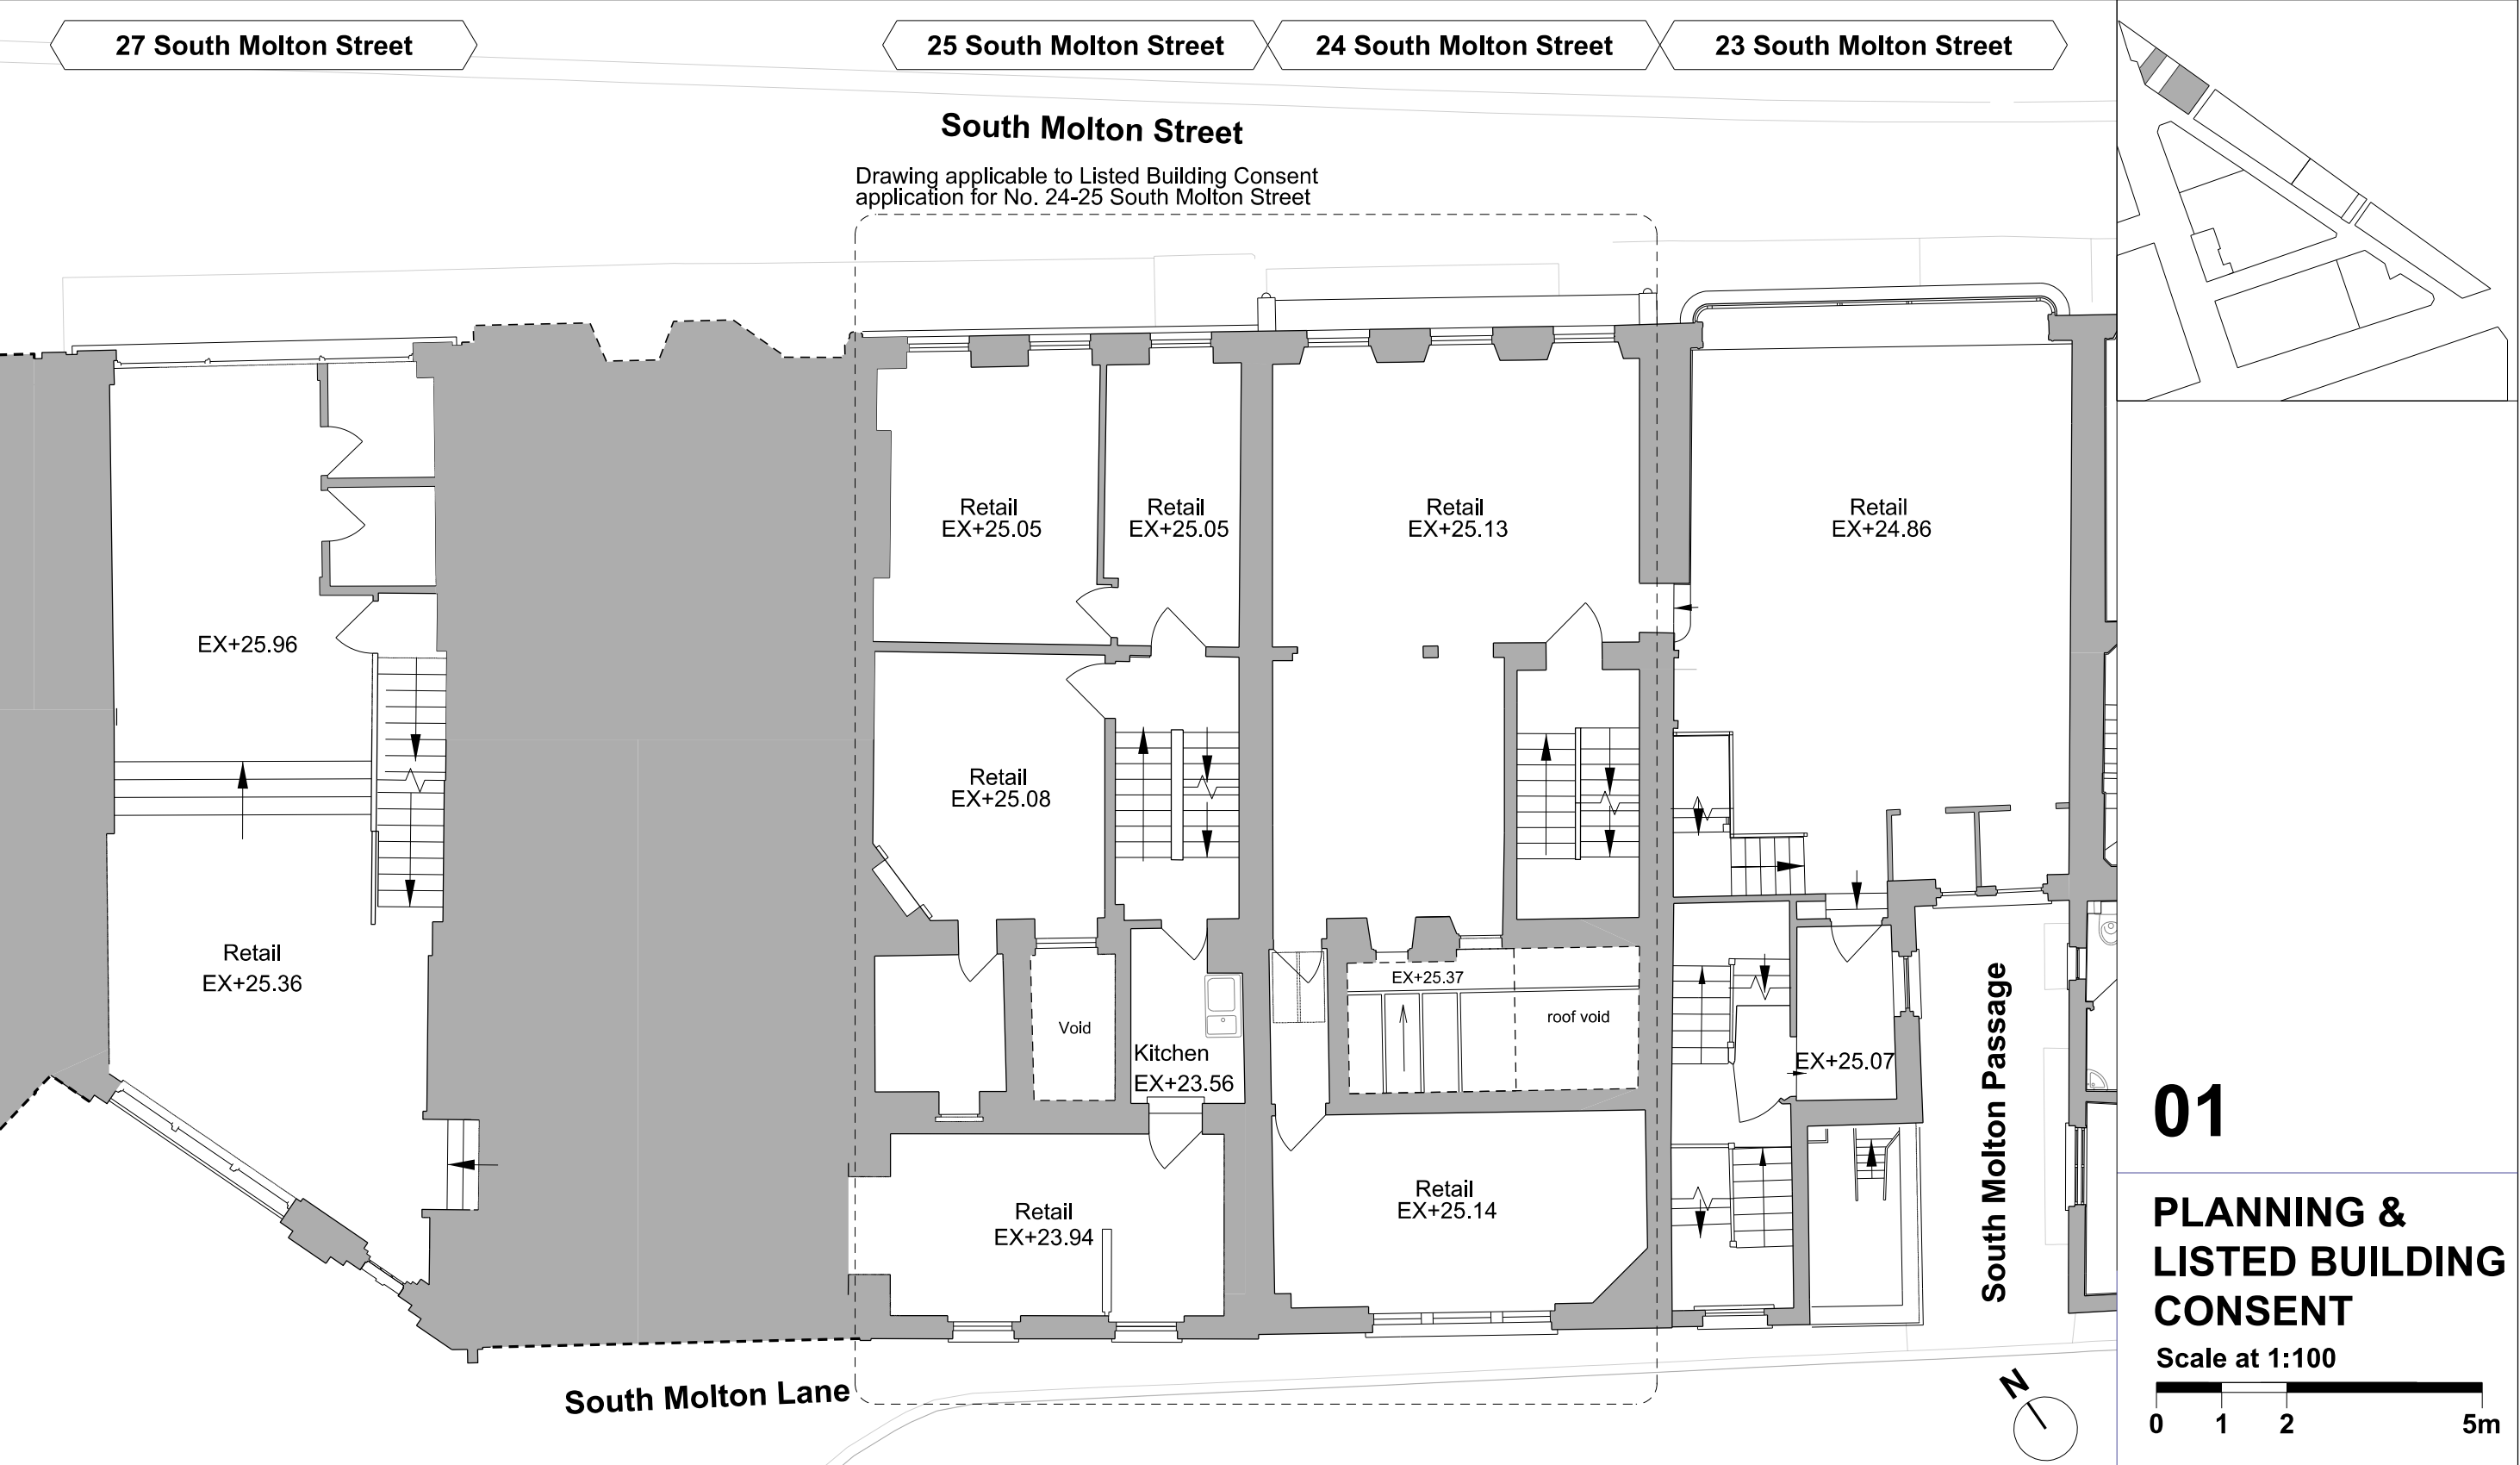 27 South Molton Street
25 South Molton Street
24 South Molton Street
23 South Molton Street
South Molton Street
Drawing applicable to Listed Building Consent
application for No. 24-25 South Molton Street
Retail
EX+25.05
Retail
EX+25.05
Retail
EX+25.13
Retail
EX+24.86
EX+25.96
Retail
EX+25.08
Retail
EX+25.36
EX+25.37
Void
roof void
Kitchen
EX+23.56
EX+25.07
Retail
EX+23.94
Retail
EX+25.14
South Molton Passage
South Molton Lane
N
01
PLANNING &
LISTED BUILDING
CONSENT
Scale at 1:100
0 1 2 5m